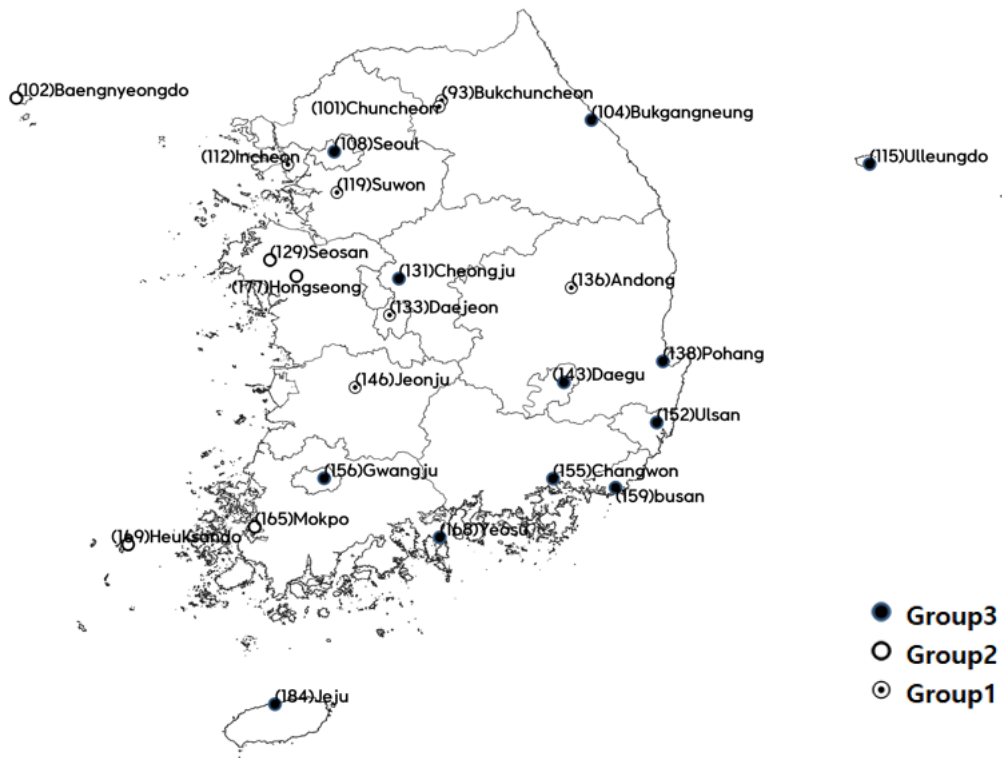 (102)Baengnyeongdo
(93)Bukchuncheon
(101)Chuncheon
(104)Bukgangneung
(108)Seoul
(112)Incheon
(115)Ulleungdo
(119)Suwon
(129)Seosan
(131)Cheongju
(136)Andong
(177)Hongseong
(133)Daejeon
(138)Pohang
(143)Daegu
(146)Jeonju
(152)Ulsan
(156)Gwangju
(155)Changwon
(159)busan
(165)Mokpo
(168)Yeosu
(169)Heuksando
Group3
Group2
Group1
(184)Jeju